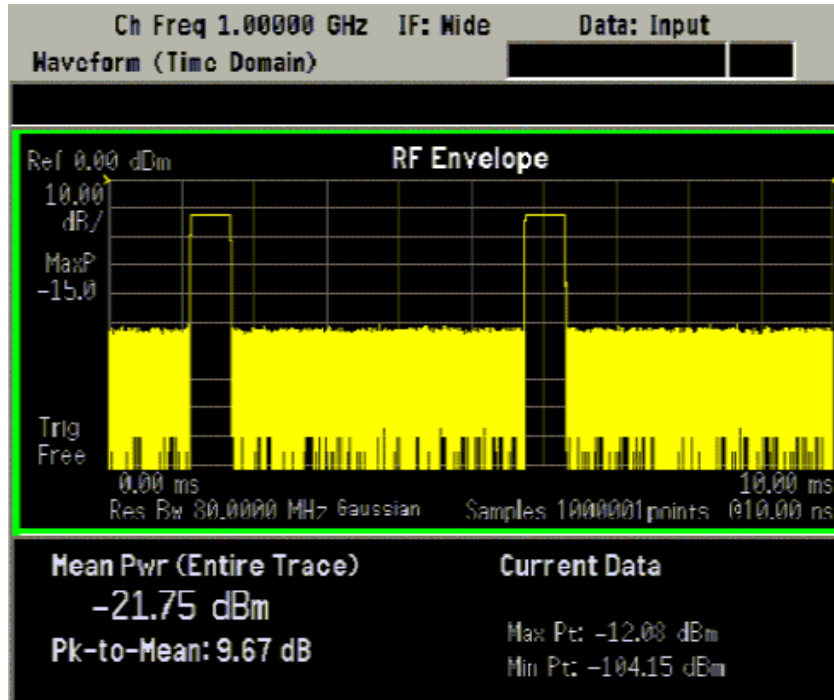 Ch Freq 1.00000 GHz IF: Wide Data: Input
Waveform (Time Domain)
Ref 0.00 dBm RF Envelope
10.00
dB/
MaxP
-15.0
Trig
Free
0.00 ms 10.00 ms
Res Bw 80.0000 MHz Gaussian Samples 1000001points @10.00 ns
Mean Pwr (Entire Trace) Current Data
-21.75 dBm
Max Pt: -12.08 dBm
Pk-to-Mean: 9.67 dB
Min Pt: -104.15 dBm